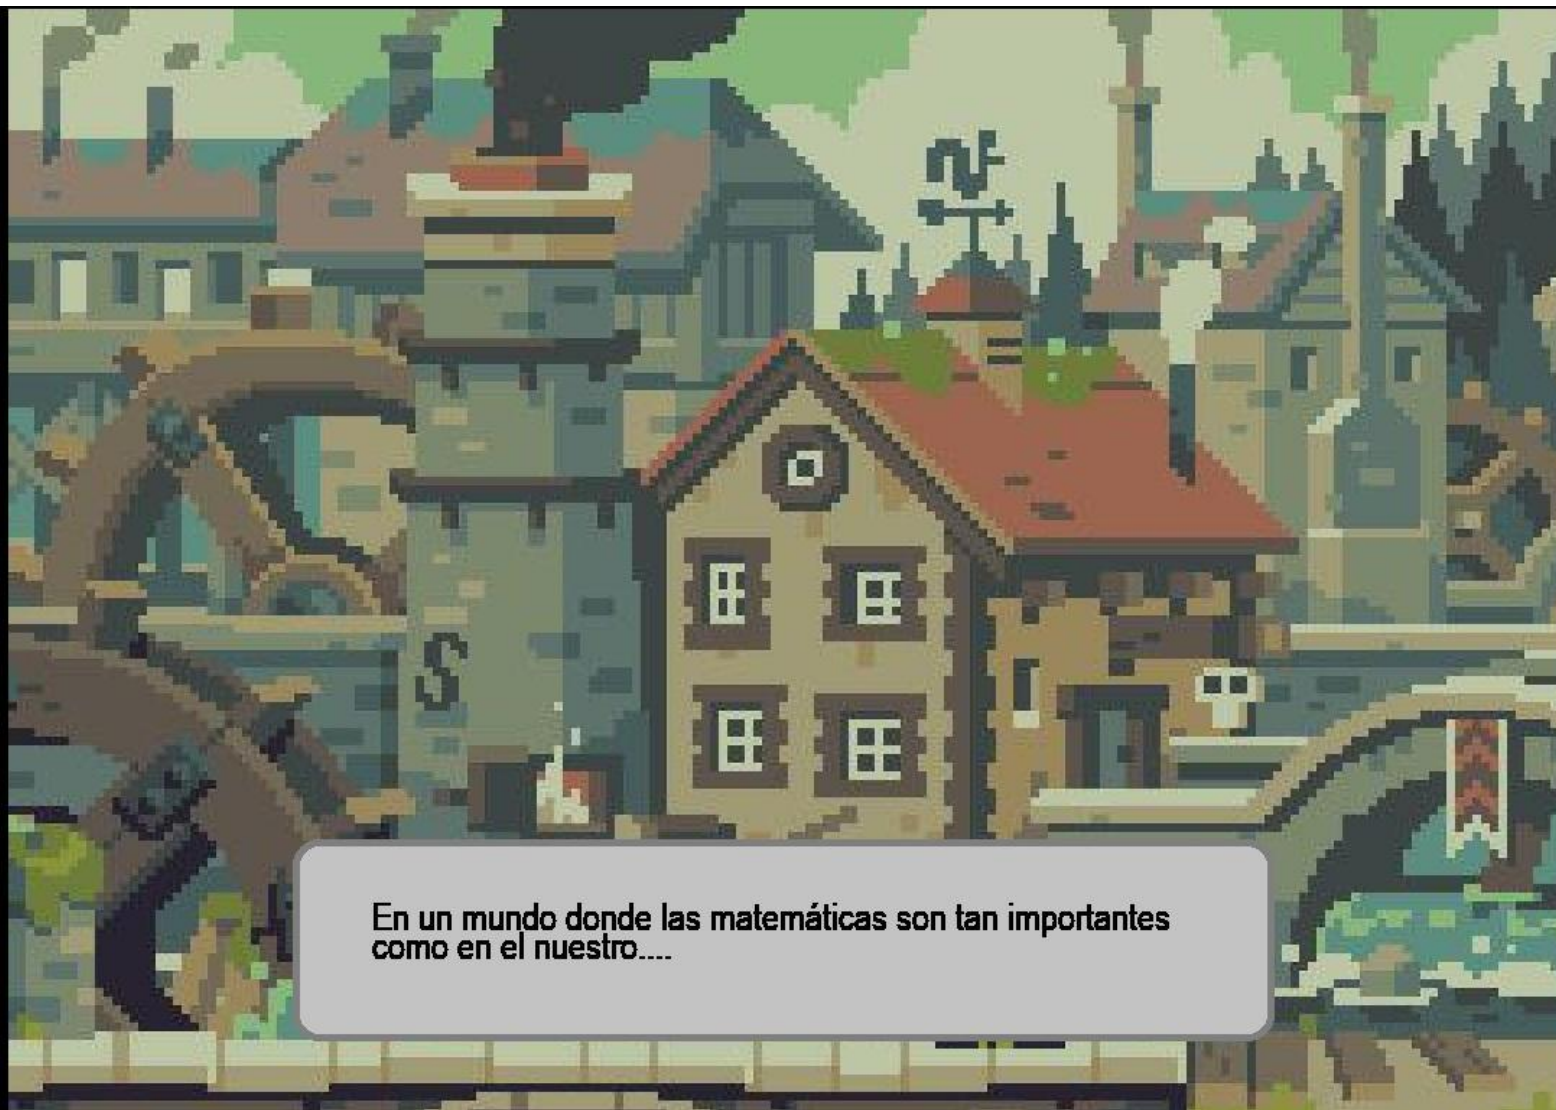 S
En un mundo donde las matemáticas son tan importantes
como en el nuestro....